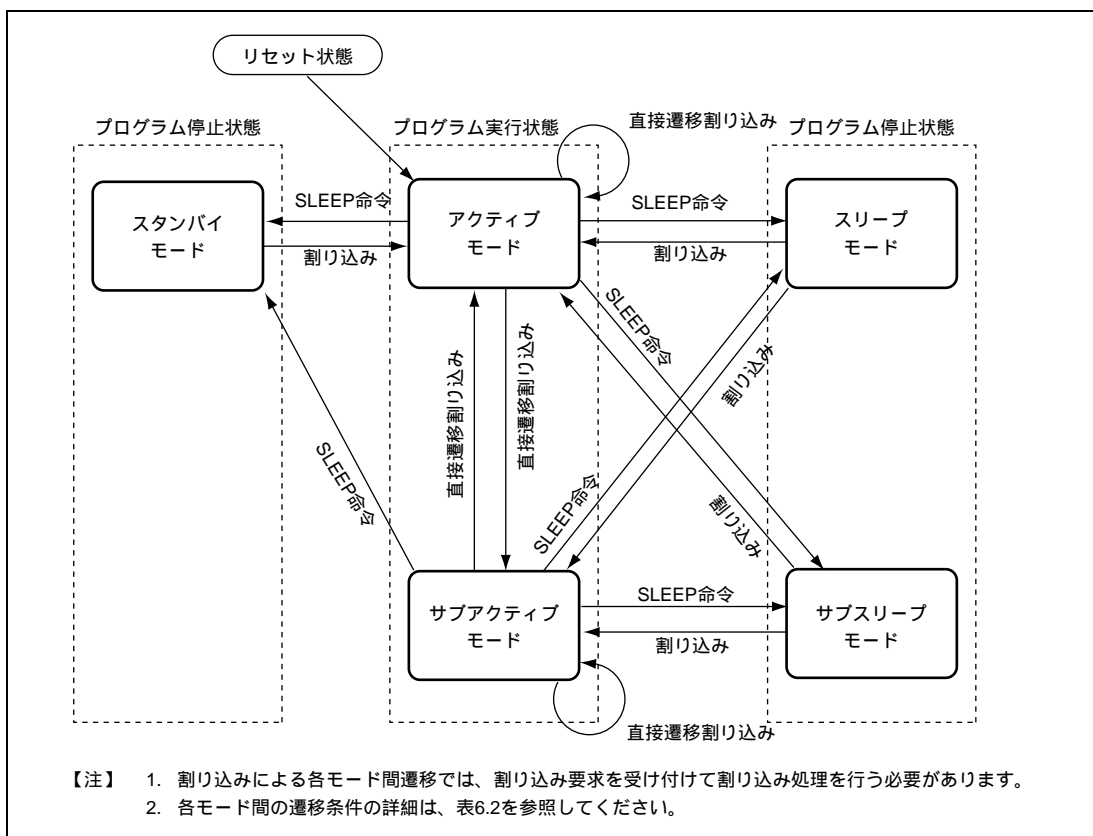 リセット状態
プログラム停止状態
プログラム実行状態
直接遷移割り込み
プログラム停止状態
スタンバイ
モード
SLEEP命令
割り込み
アクティブ
モード
SLEEP命令
割り込み
スリープ
モード
SLEEP命令
直接遷移割り込み
直接遷移割り込み
割り込み
SLEEP命令
SLEEP命令
割り込み
サブアクティブ
モード
SLEEP命令
割り込み
サブスリープ
モード
直接遷移割り込み
【注】 1. 割り込みによる各モード間遷移では、割り込み要求を受け付けて割り込み処理を行う必要があります。
2. 各モード間の遷移条件の詳細は、表6.2を参照してください。